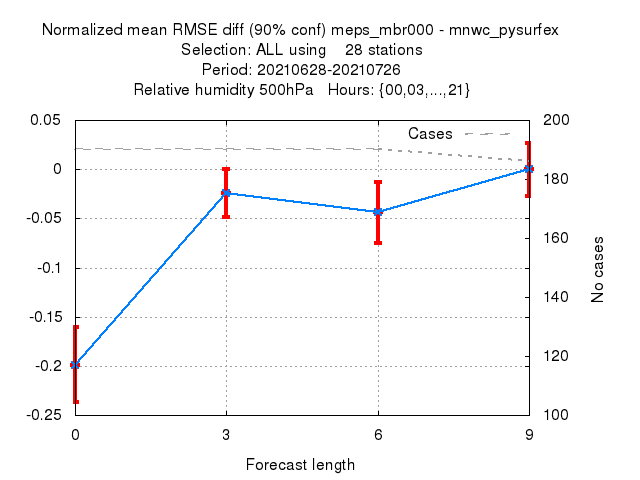 Normalized mean RMSE diff (90% conf) meps_mbr000 - mnwc_pysurfex
Selection: ALL using 28 stations
Period: 20210628-20210726
Relative humidity 500hPa Hours: {00,03,...,21}
0.05
0
-0.05
-0.1
-0.15
-0.2
-0.25
Cases
200
180
160
140
120
100
No cases
0 3 6 9
Forecast length